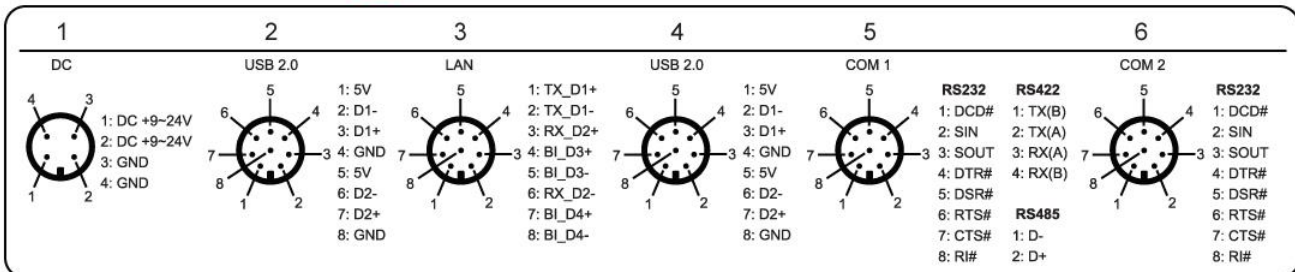 1
DC
4
3
1
2
1: DC +9~24V
2: DC +9~24V
3: GND
4: GND
2
USB 2.0
5
6
4
7
3
8
1
2
1: 5V
2: D1-
3: D1+
4: GND
5: 5V
6: D2-
7: D2+
8: GND
3
LAN
5
6
4
7
3
8
1
2
1: TX_D1+
2: TX_D1-
3: RX_D2+
4: BI_D3+
5: BI_D3-
6: RX_D2-
7: BI_D4+
8: BI_D4-
4
USB 2.0
5
6
4
7
3
8
1
2
1: 5V
2: D1-
3: D1+
4: GND
5: 5V
6: D2-
7: D2+
8: GND
5
COM 1
5
6
4
7
3
8
1
2
RS232
1: DCD#
2: SIN
3: SOUT
4: DTR#
5: DSR#
6: RTS#
7: CTS#
8: RI#
RS422
1: TX(B)
2: TX(A)
3: RX(A)
4: RX(B)
RS485
1: D-
2: D+
6
COM 2
5
6
4
7
3
8
1
2
RS232
1: DCD#
2: SIN
3: SOUT
4: DTR#
5: DSR#
6: RTS#
7: CTS#
8: RI#